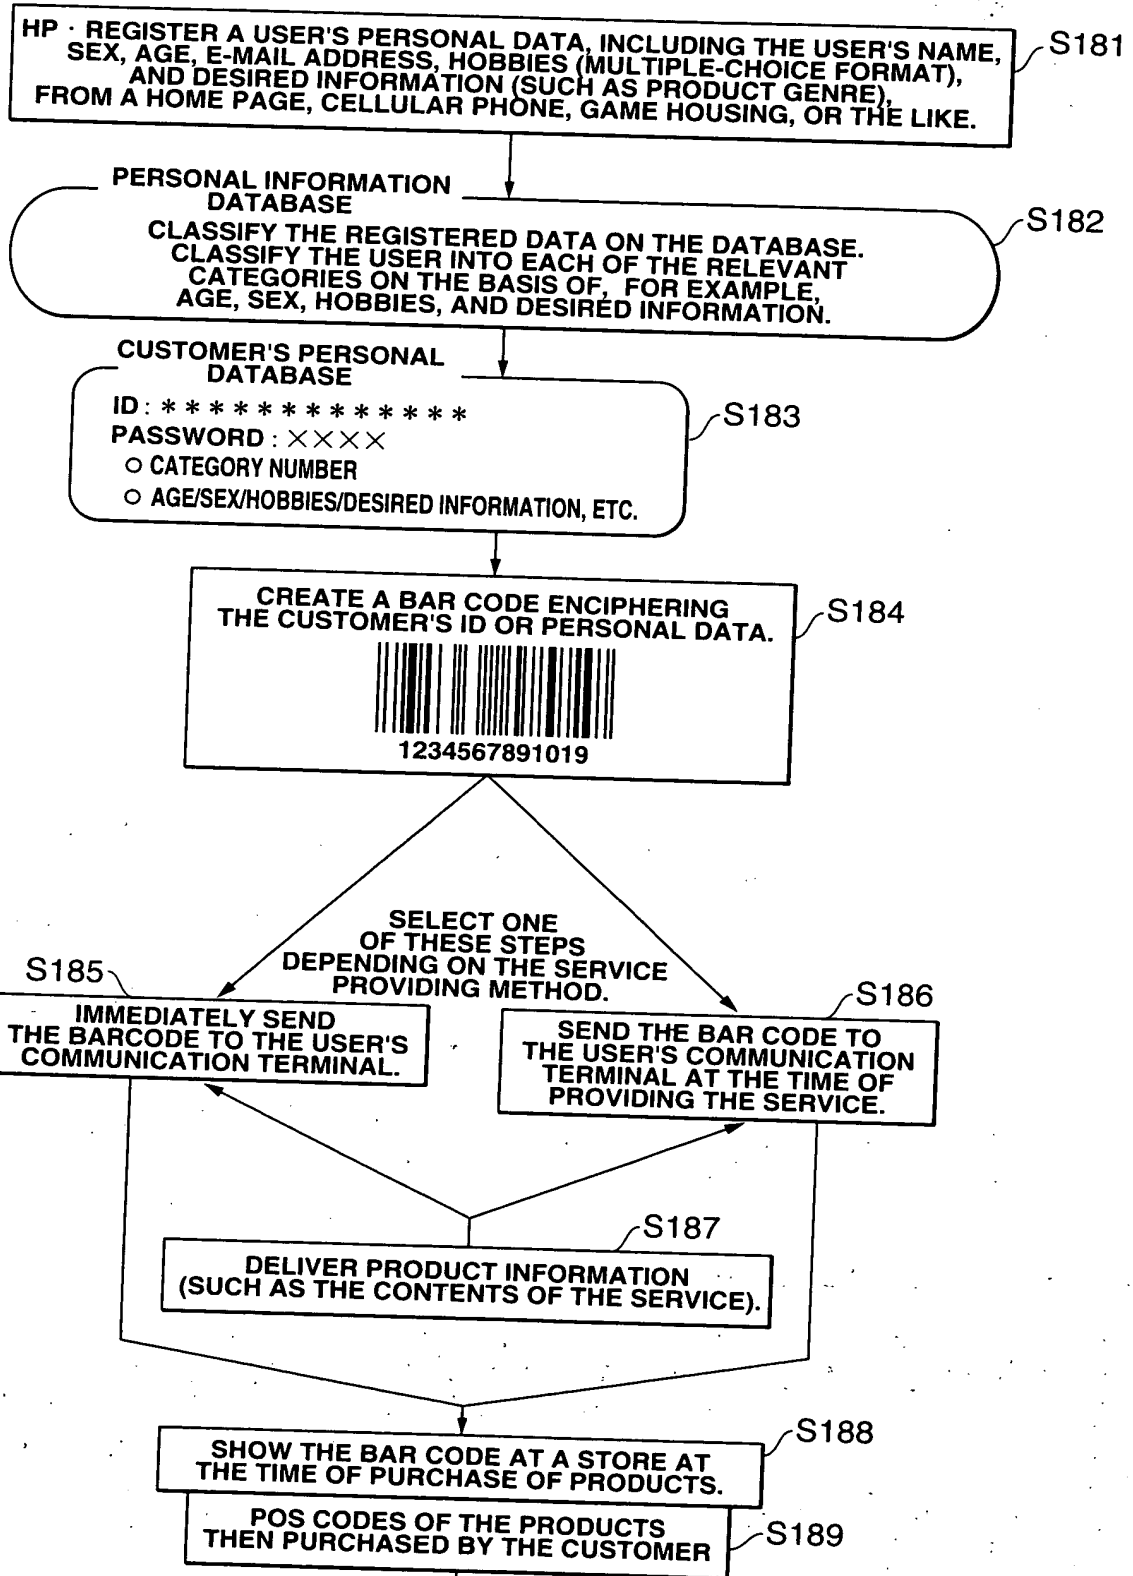 HP · REGISTER A USER'S PERSONAL DATA, INCLUDING THE USER'S NAME,
SEX, AGE, E-MAIL ADDRESS, HOBBIES (MULTIPLE-CHOICE FORMAT),
AND DESIRED INFORMATION (SUCH AS PRODUCT GENRE),
FROM A HOME PAGE, CELLULAR PHONE, GAME HOUSING, OR THE LIKE.
S181
PERSONAL INFORMATION
DATABASE
S182
CLASSIFY THE REGISTERED DATA ON THE DATABASE.
CLASSIFY THE USER INTO EACH OF THE RELEVANT
CATEGORIES ON THE BASIS OF, FOR EXAMPLE,
AGE, SEX, HOBBIES, AND DESIRED INFORMATION.
CUSTOMER'S PERSONAL
DATABASE
S183
ID : * * * * * * * * * * * * *
PASSWORD : ××××
○ CATEGORY NUMBER
○ AGE/SEX/HOBBIES/DESIRED INFORMATION, ETC.
CREATE A BAR CODE ENCIPHERING
THE CUSTOMER'S ID OR PERSONAL DATA.
S184
1234567891019
SELECT ONE
OF THESE STEPS
DEPENDING ON THE SERVICE
PROVIDING METHOD.
S185
IMMEDIATELY SEND
THE BARCODE TO THE USER'S
COMMUNICATION TERMINAL.
S186
SEND THE BAR CODE TO
THE USER'S COMMUNICATION
TERMINAL AT THE TIME OF
PROVIDING THE SERVICE.
S187
DELIVER PRODUCT INFORMATION
(SUCH AS THE CONTENTS OF THE SERVICE).
S188
SHOW THE BAR CODE AT A STORE AT
THE TIME OF PURCHASE OF PRODUCTS.
POS CODES OF THE PRODUCTS
THEN PURCHASED BY THE CUSTOMER
S189